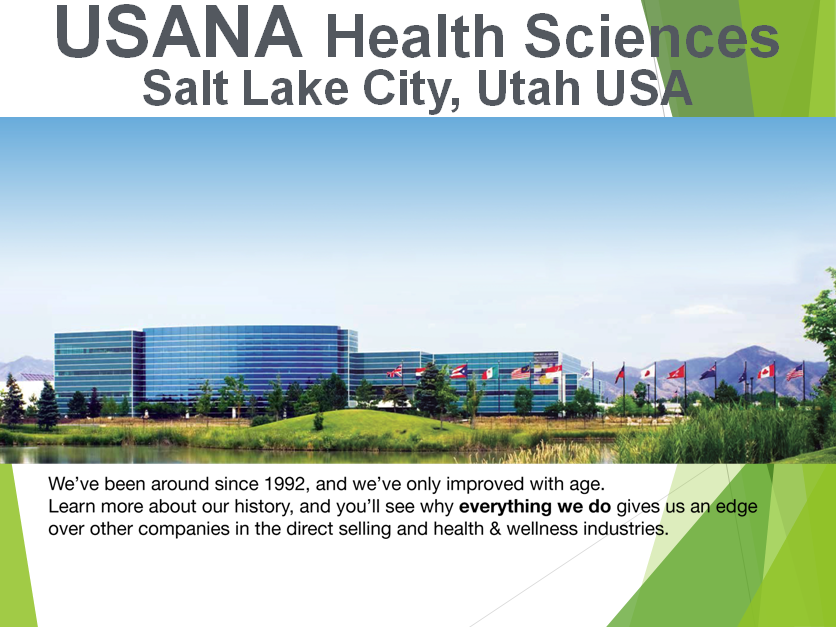 USANA Health Sciences
Salt Lake City, Utah USA
We've been around since 1992, and we've only improved with age.
Learn more about our history, and you'll see why everything we do gives us an edge
over other companies in the direct selling and health & wellness industries.